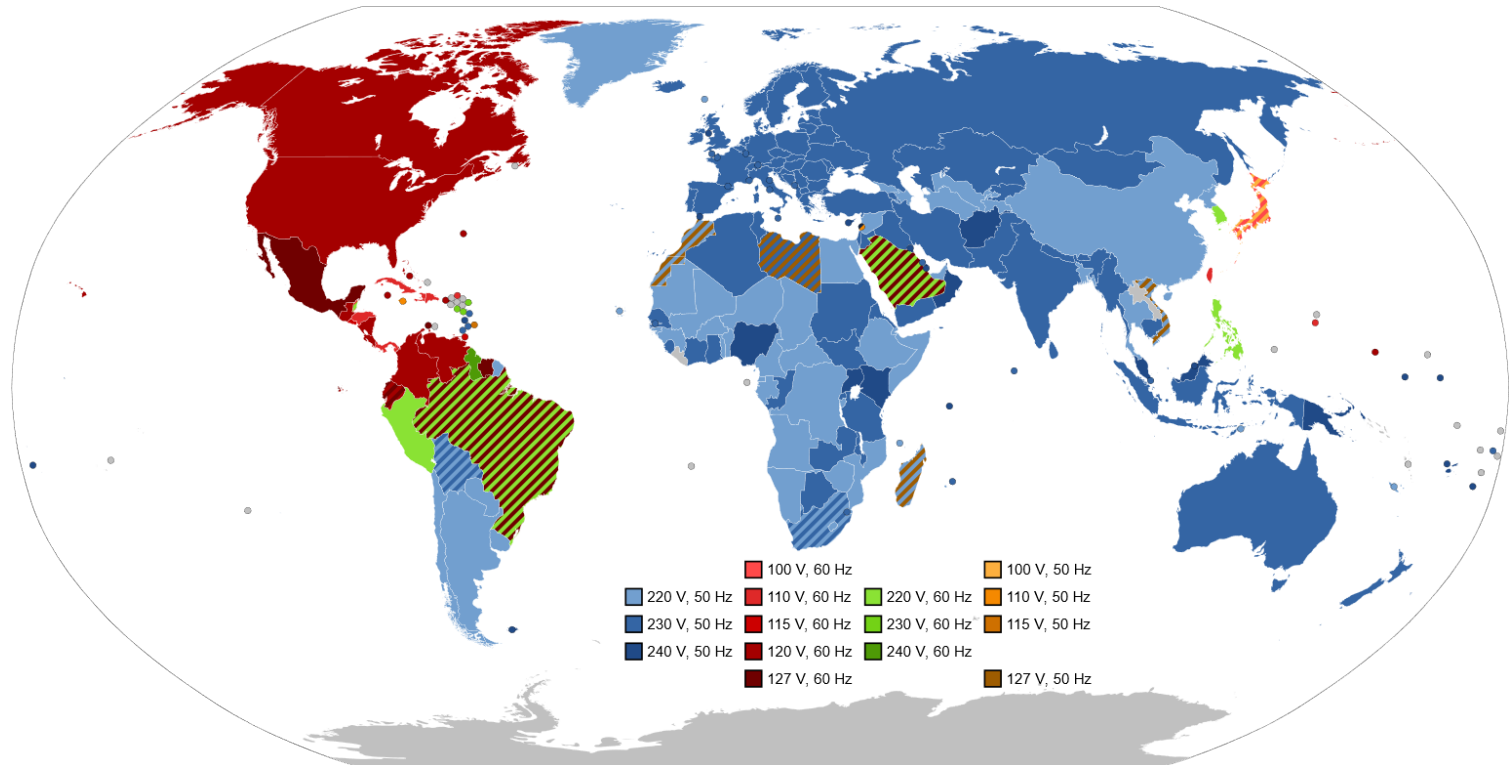 100 V, 60 Hz 100 V, 50 Hz
220 V, 50 Hz 110 V, 60 Hz 220 V, 60 Hz 110 V, 50 Hz
230 V, 50 Hz 115 V, 60 Hz 230 V, 60 Hz 115 V, 50 Hz
240 V, 50 Hz 120 V, 60 Hz 240 V, 60 Hz
127 V, 60 Hz 127 V, 50 Hz